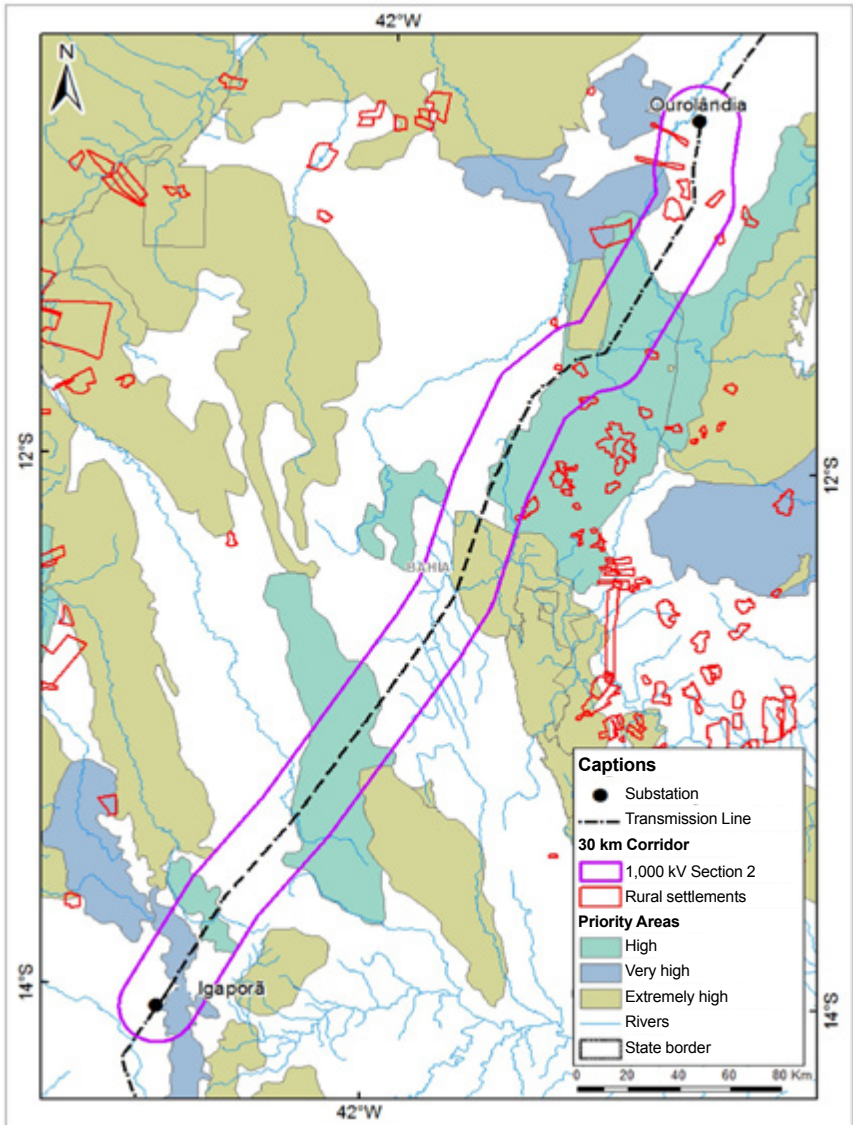 42°W
N
Ourolândia
12°S
12°S
BAHIA
Captions
Substation
Transmission Line
30 km Corridor
1,000 kV Section 2
Rural settlements
Priority Areas
High
Very high
Extremely high
Rivers
State border
14°S
Igaporã
14°S
0 20 40 60 80 Km
42°W